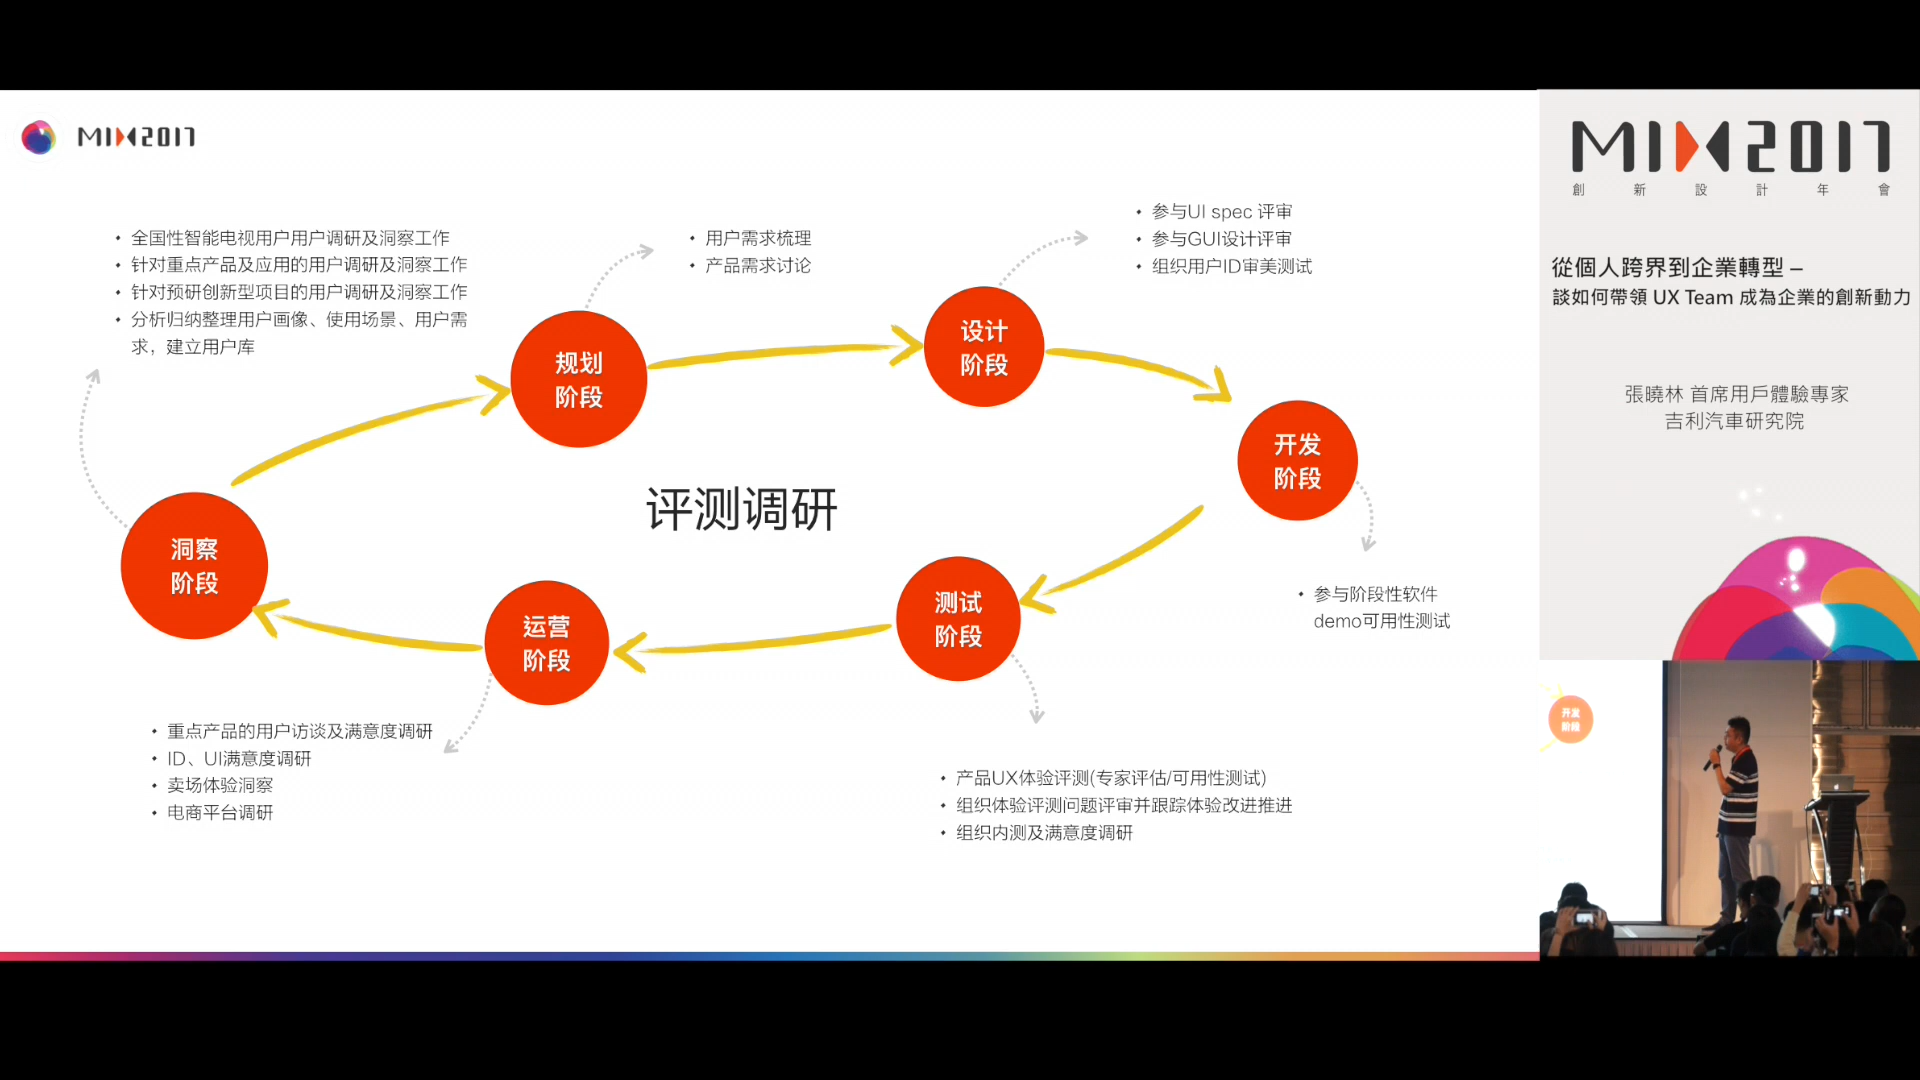 MIX2017
全国性智能电视用户用户调研及洞察工作
针对重点产品及应用的用户调研及洞察工作
针对预研创新型项目的用户调研及洞察工作
分析归纳整理用户画像、使用场景、用户需
求，建立用户库
用户需求梳理
产品需求讨论
参与UI spec 评审
参与GUI设计评审
组织用户ID审美测试
规划
阶段
设计
阶段
开发
阶段
评测调研
洞察
阶段
运营
阶段
测试
阶段
参与阶段性软件
demo可用性测试
重点产品的用户访谈及满意度调研
ID、UI满意度调研
卖场体验洞察
电商平台调研
产品UX体验评测(专家评估/可用性测试)
组织体验评测问题评审并跟踪体验改进推进
组织内测及满意度调研
MIX2017
創新設計年會
從個人跨界到企業轉型 –
談如何帶領 UX Team 成為企業的創新動力
張曉林 首席用戶體驗專家
吉利汽車研究院
开发
阶段